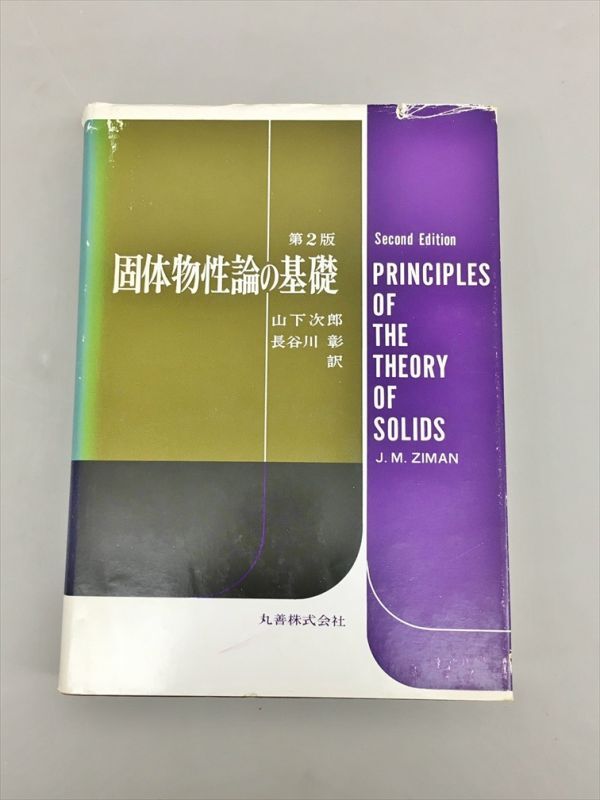 第2版
固体物性論の基礎
山下次郎
長谷川 彰
訳
丸善株式会社
Second Edition
PRINCIPLES
OF
THE
THEORY
OF
SOLIDS
J. M. ZIMAN